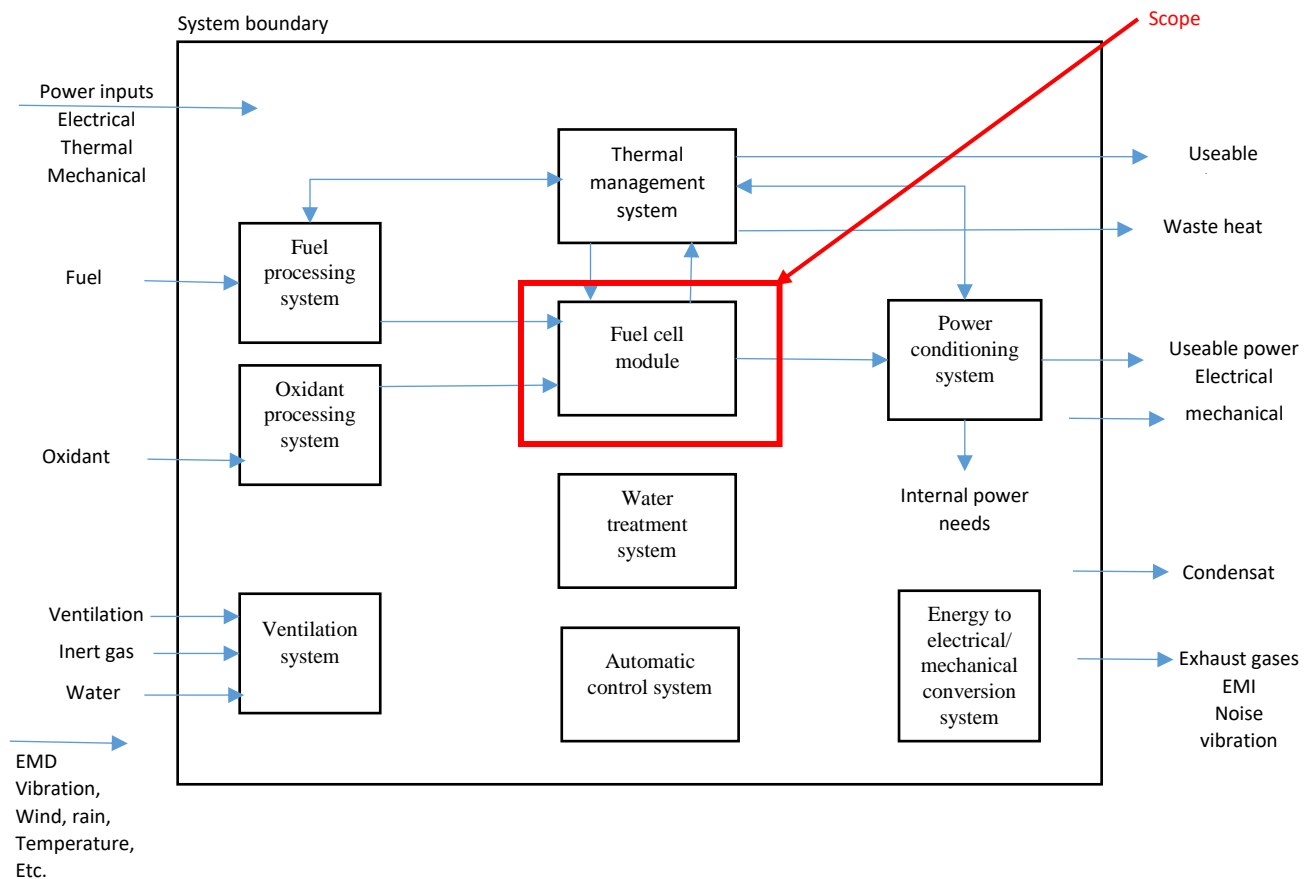 System boundary
Scope
Power inputs
Electrical
Thermal
Mechanical
Thermal
management
system
Useable
Waste heat
Fuel
processing
system
Fuel
Fuel cell
module
Power
conditioning
system
Useable power
Electrical
mechanical
Oxidant
processing
system
Oxidant
Internal power
needs
Water
treatment
system
Condensat
Ventilation
Inert gas
Water
Ventilation
system
Automatic
control system
Energy to
electrical/
mechanical
conversion
system
Exhaust gases
EMI
Noise
vibration
EMD
Vibration,
Wind, rain,
Temperature,
Etc.